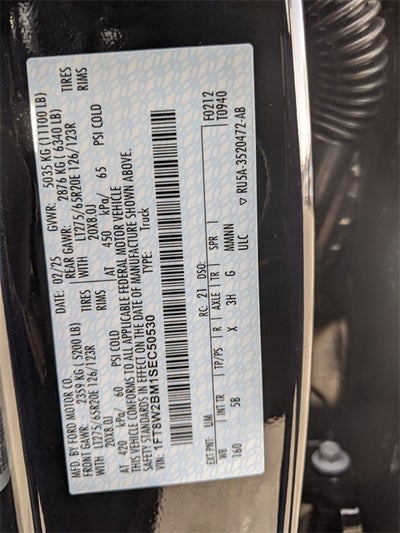 MFD. BY FORD MOTOR CO.
DATE: 02/25 GVWR: 5035 KG (11100 LB)
FRONT GAWR: 2359 KG (5200 LB) REAR GAWR: 2876 KG (6340 LB)
WITH LT275/65R20E 126/123R TIRES WITH LT275/65R20E 126/123R TIRES
20X8.0J RIMS 20X8.0J RIMS
AT 420 kPa/ 60 PSI COLD AT 450 kPa/ 65 PSI COLD
THIS VEHICLE CONFORMS TO ALL APPLICABLE FEDERAL MOTOR VEHICLE
SAFETY STANDARDS IN EFFECT ON THE DATE OF MANUFACTURE SHOWN ABOVE.
VIN: 1FT8W2BM1SEC50530 TYPE: Truck
F0212
T0940
EXT PNT: UM RC: 21 DSO:
WB INT TR TP/PS R AXLE TR SPR
160 5B X 3H G MMMKN
ULC
▽ RU5A-3520472-AB